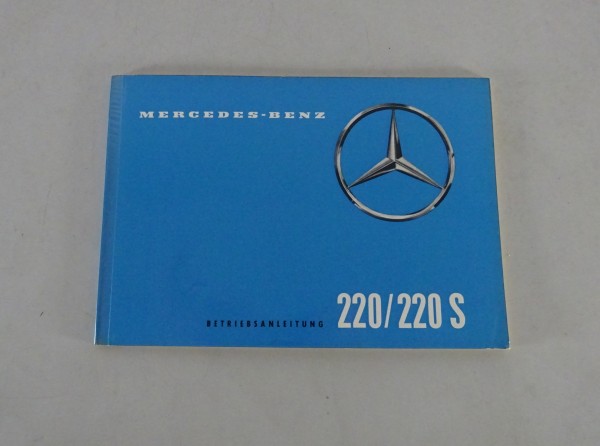 MERCEDES-BENZ
BETRIEBSANLEITUNG 220/220 S